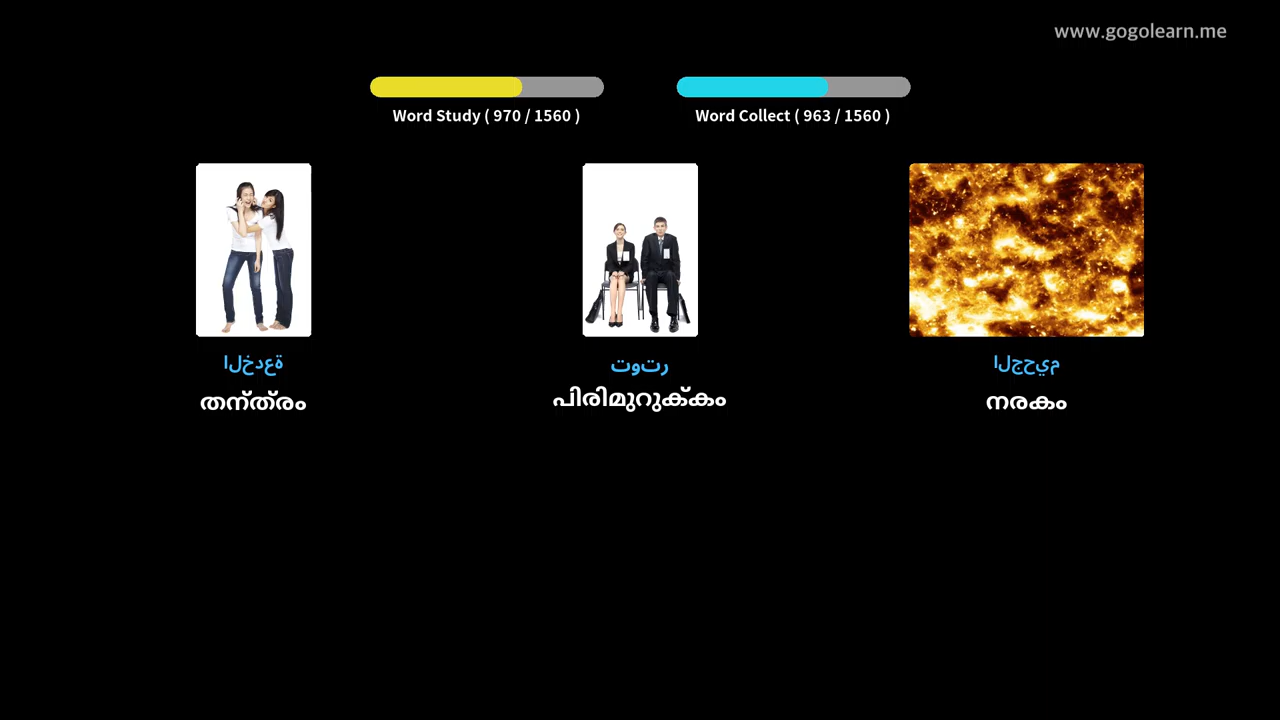 www.gogolearn.me
Word Study ( 970 / 1560 )
Word Collect ( 963 / 1560 )
الخدعة
توتر
الجحيم
തന്ത്രം
പിരിമുറുക്കം
നരകം